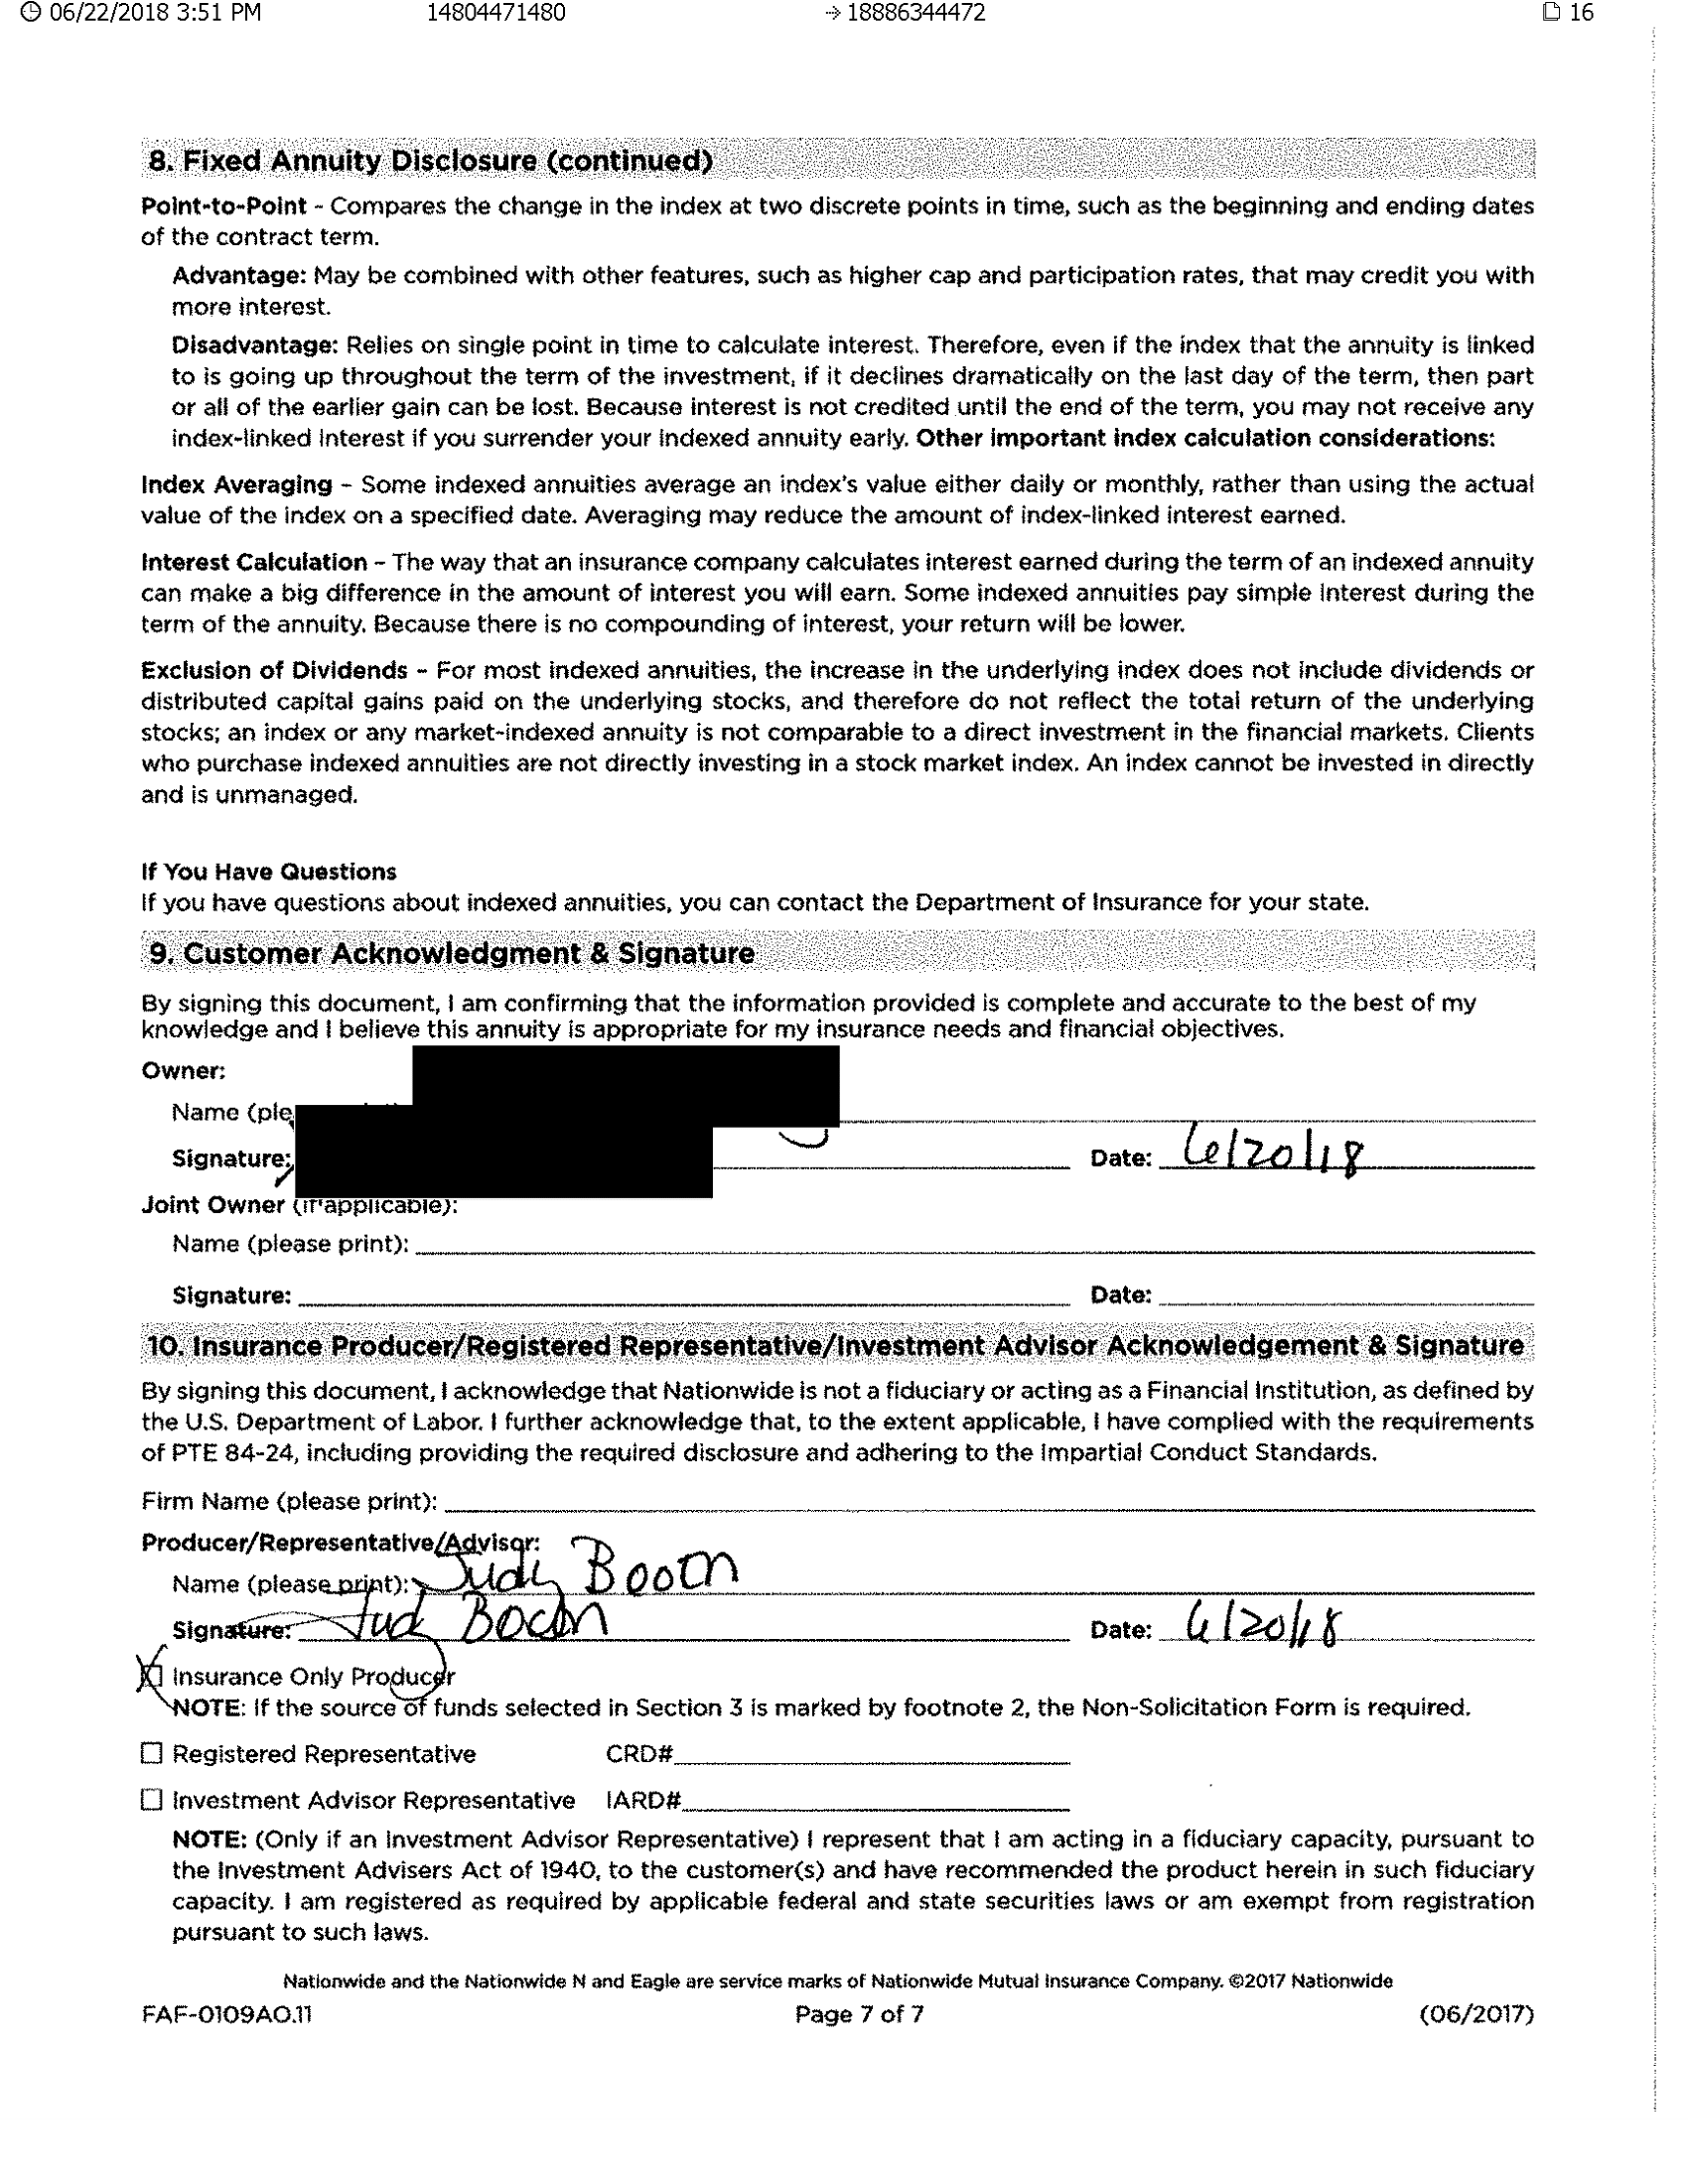 06/22/2018 3:51 PM 14804471480 → 18886344472 16
8. Fixed Annuity Disclosure (continued)
Point-to-Point - Compares the change in the index at two discrete points in time, such as the beginning and ending dates
of the contract term.
Advantage: May be combined with other features, such as higher cap and participation rates, that may credit you with
more interest.
Disadvantage: Relies on single point in time to calculate interest. Therefore, even if the index that the annuity is linked
to is going up throughout the term of the investment, if it declines dramatically on the last day of the term, then part
or all of the earlier gain can be lost. Because interest is not credited until the end of the term, you may not receive any
index-linked interest if you surrender your indexed annuity early. Other important index calculation considerations:
Index Averaging – Some indexed annuities average an index's value either daily or monthly, rather than using the actual
value of the index on a specified date. Averaging may reduce the amount of index-linked interest earned.
Interest Calculation – The way that an insurance company calculates interest earned during the term of an indexed annuity
can make a big difference in the amount of interest you will earn. Some indexed annuities pay simple interest during the
term of the annuity. Because there is no compounding of interest, your return will be lower.
Exclusion of Dividends – For most indexed annuities, the increase in the underlying index does not include dividends or
distributed capital gains paid on the underlying stocks, and therefore do not reflect the total return of the underlying
stocks; an index or any market-indexed annuity is not comparable to a direct investment in the financial markets. Clients
who purchase indexed annuities are not directly investing in a stock market index. An index cannot be invested in directly
and is unmanaged.
If You Have Questions
If you have questions about indexed annuities, you can contact the Department of Insurance for your state.
9. Customer Acknowledgment & Signature
By signing this document, I am confirming that the information provided is complete and accurate to the best of my
knowledge and I believe this annuity is appropriate for my insurance needs and financial objectives.
Owner:
Name (ple
Signature: Date: 6/20/18
Joint Owner (if applicable):
Name (please print):
Signature: Date:
10. Insurance Producer/Registered Representative/Investment Advisor Acknowledgement & Signature
By signing this document, I acknowledge that Nationwide is not a fiduciary or acting as a Financial Institution, as defined by
the U.S. Department of Labor. I further acknowledge that, to the extent applicable, I have complied with the requirements
of PTE 84-24, including providing the required disclosure and adhering to the Impartial Conduct Standards.
Firm Name (please print):
Producer/Representative/Advisor:
Name (please print): Judy Booth
Signature: Judy Booth Date: 6/20/18
Insurance Only Producer
NOTE: If the source of funds selected in Section 3 is marked by footnote 2, the Non-Solicitation Form is required.
Registered Representative CRD#
Investment Advisor Representative IARD#
NOTE: (Only if an Investment Advisor Representative) I represent that I am acting in a fiduciary capacity, pursuant to
the Investment Advisers Act of 1940, to the customer(s) and have recommended the product herein in such fiduciary
capacity. I am registered as required by applicable federal and state securities laws or am exempt from registration
pursuant to such laws.
Nationwide and the Nationwide N and Eagle are service marks of Nationwide Mutual Insurance Company. ©2017 Nationwide
FAF-0109AO.11 Page 7 of 7 (06/2017)